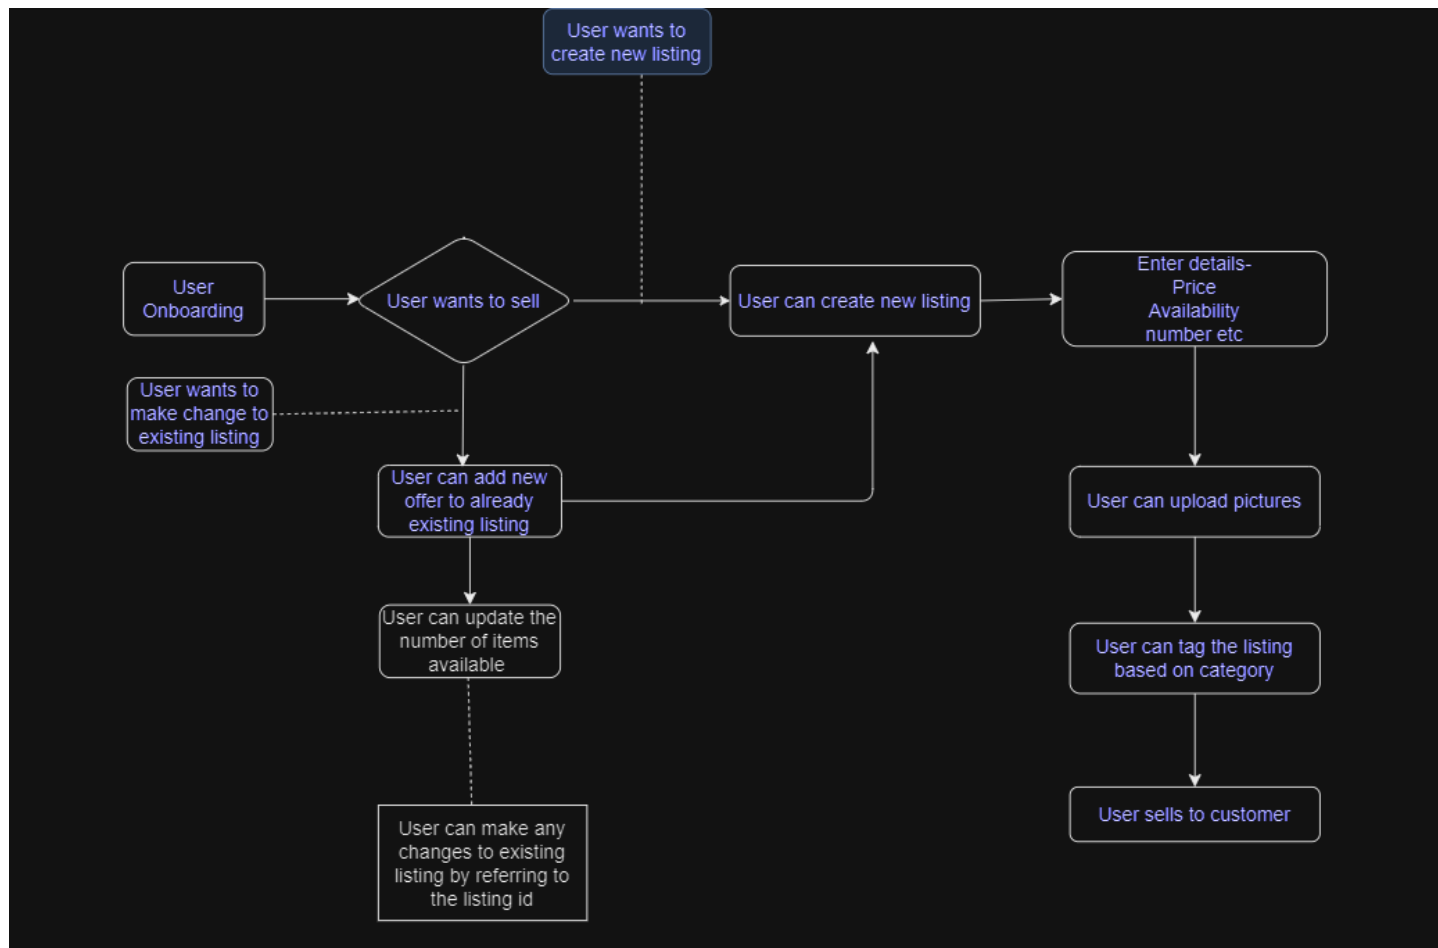 User wants to
create new listing
User
Onboarding
User wants to sell
User can create new listing
Enter details-
Price
Availability
number etc
User wants to
make change to
existing listing
User can add new
offer to already
existing listing
User can upload pictures
User can update the
number of items
available
User can tag the listing
based on category
User can make any
changes to existing
listing by referring to
the listing id
User sells to customer